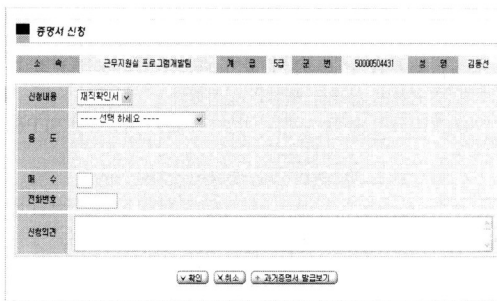 증명서 신청
소 속 근무지원실 프로그램개발팀 계 급 5급 군 번 50000504431 성 명 김동선
신청내용 재직확인서
용 도 ---- 선택 하세요 ----
매 수
전화번호
신청의견
확인 취소 + 과거증명서 발급보기